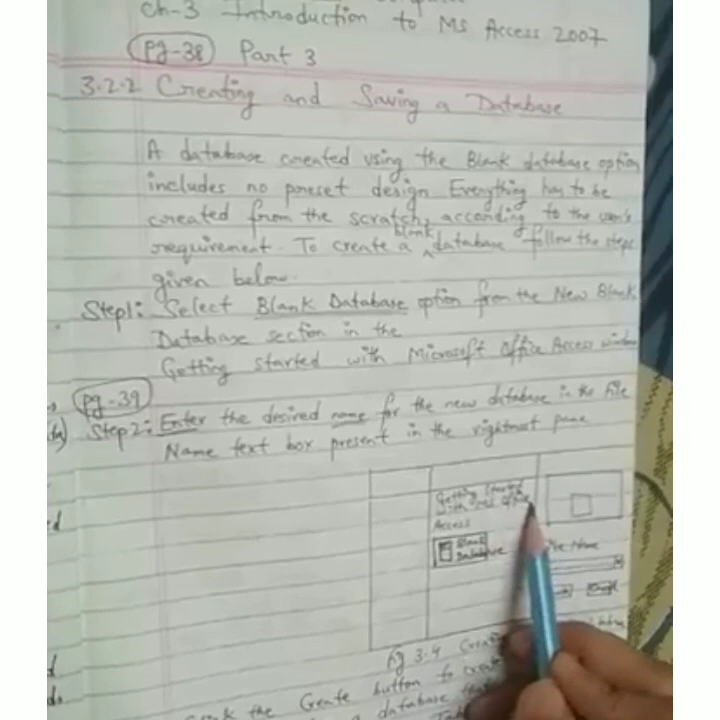 Ch-3 Introduction to Ms Access 2007
Pg-38 Part 3
3.2.2 Creating and Saving a Database
A database created using the Blank database option
includes no preset design Everything has to be
created from the scratch, according to the user's
requirement. To create a blank database follow the steps
given below.
Step1: Select Blank Database option from the New Blank
Database section in the
Getting started with Microsoft Office Access window
Pg-39
Step2: Enter the desired name for the new database in the File
Name text box present in the rightmost pane
Getting Started
with Ms Office
Access
Blank
Database
Name
fig 3.4
the Create button to create
a database